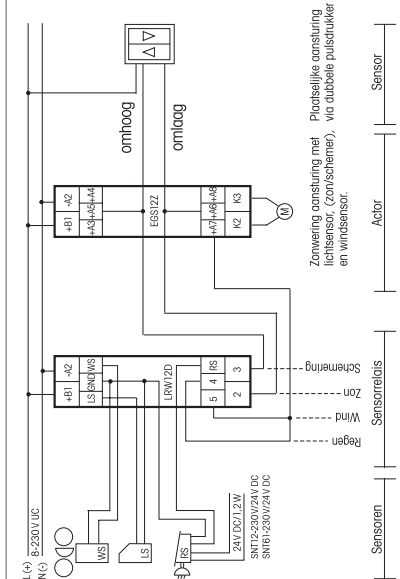 L(+)
N(-)
8-230V UC
omhoog
omlaag
+B1 -A2
+A3+A5+A4
EGS12Z
+A7+A6+A8
K2 K3
M
Zonwering aansturing met
lichtsensor, (zon/schemer),
en windsensor.
Plaatselijke aansturing
via dubbele pulsdrukker
+B1 -A2
LS GND WS
LRW12D
5 4 RS
2 3
Schemering
Zon
Wind
Regen
WS
LS
RS
24V DC/1,2 W
SNT12-230V/24V DC
SNT61-230V/24V DC
Sensoren
Sensorrelais
Actor
Sensor